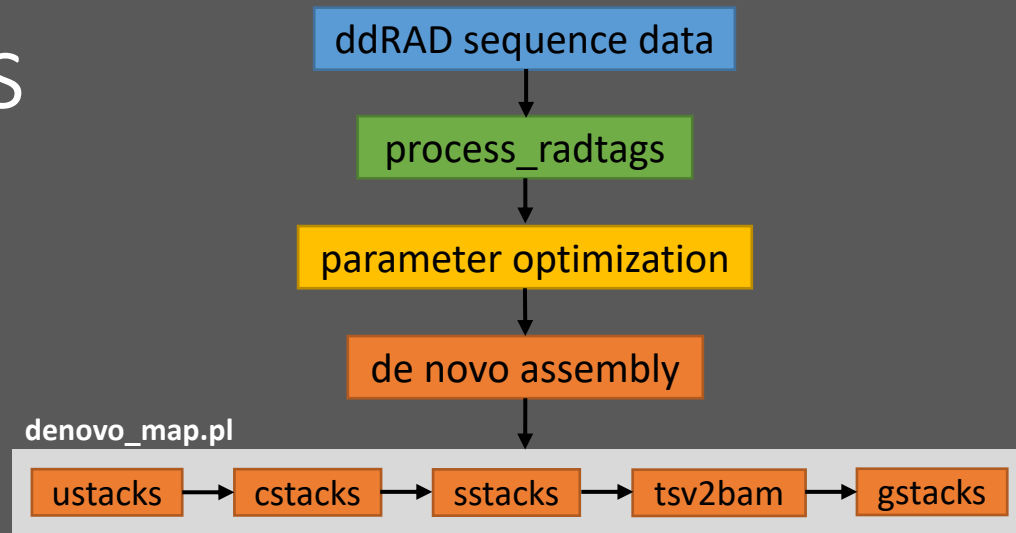 ddRAD sequence data
process_radtags
parameter optimization
de novo assembly
denovo_map.pl
ustacks cstacks sstacks tsv2bam gstacks